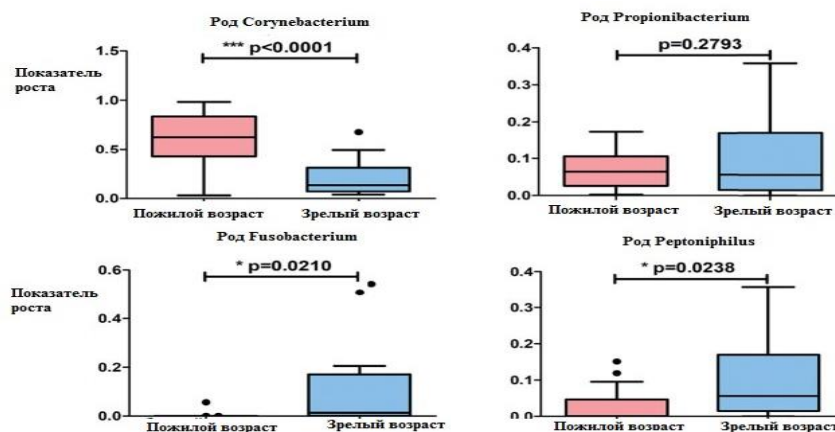 Род Corynebacterium
*** p<0.0001
Показатель роста
1.5
1.0
0.5
0.0
Пожилой возраст Зрелый возраст
Род Propionibacterium
p=0.2793
0.4
0.3
0.2
0.1
0.0
Пожилой возраст Зрелый возраст
Род Fusobacterium
* p=0.0210
Показатель
роста
0.6
0.4
0.2
0.0
Пожилой возраст Зрелый возраст
Род Peptoniphilus
* p=0.0238
0.4
0.3
0.2
0.1
0.0
Пожилой возраст Зрелый возраст